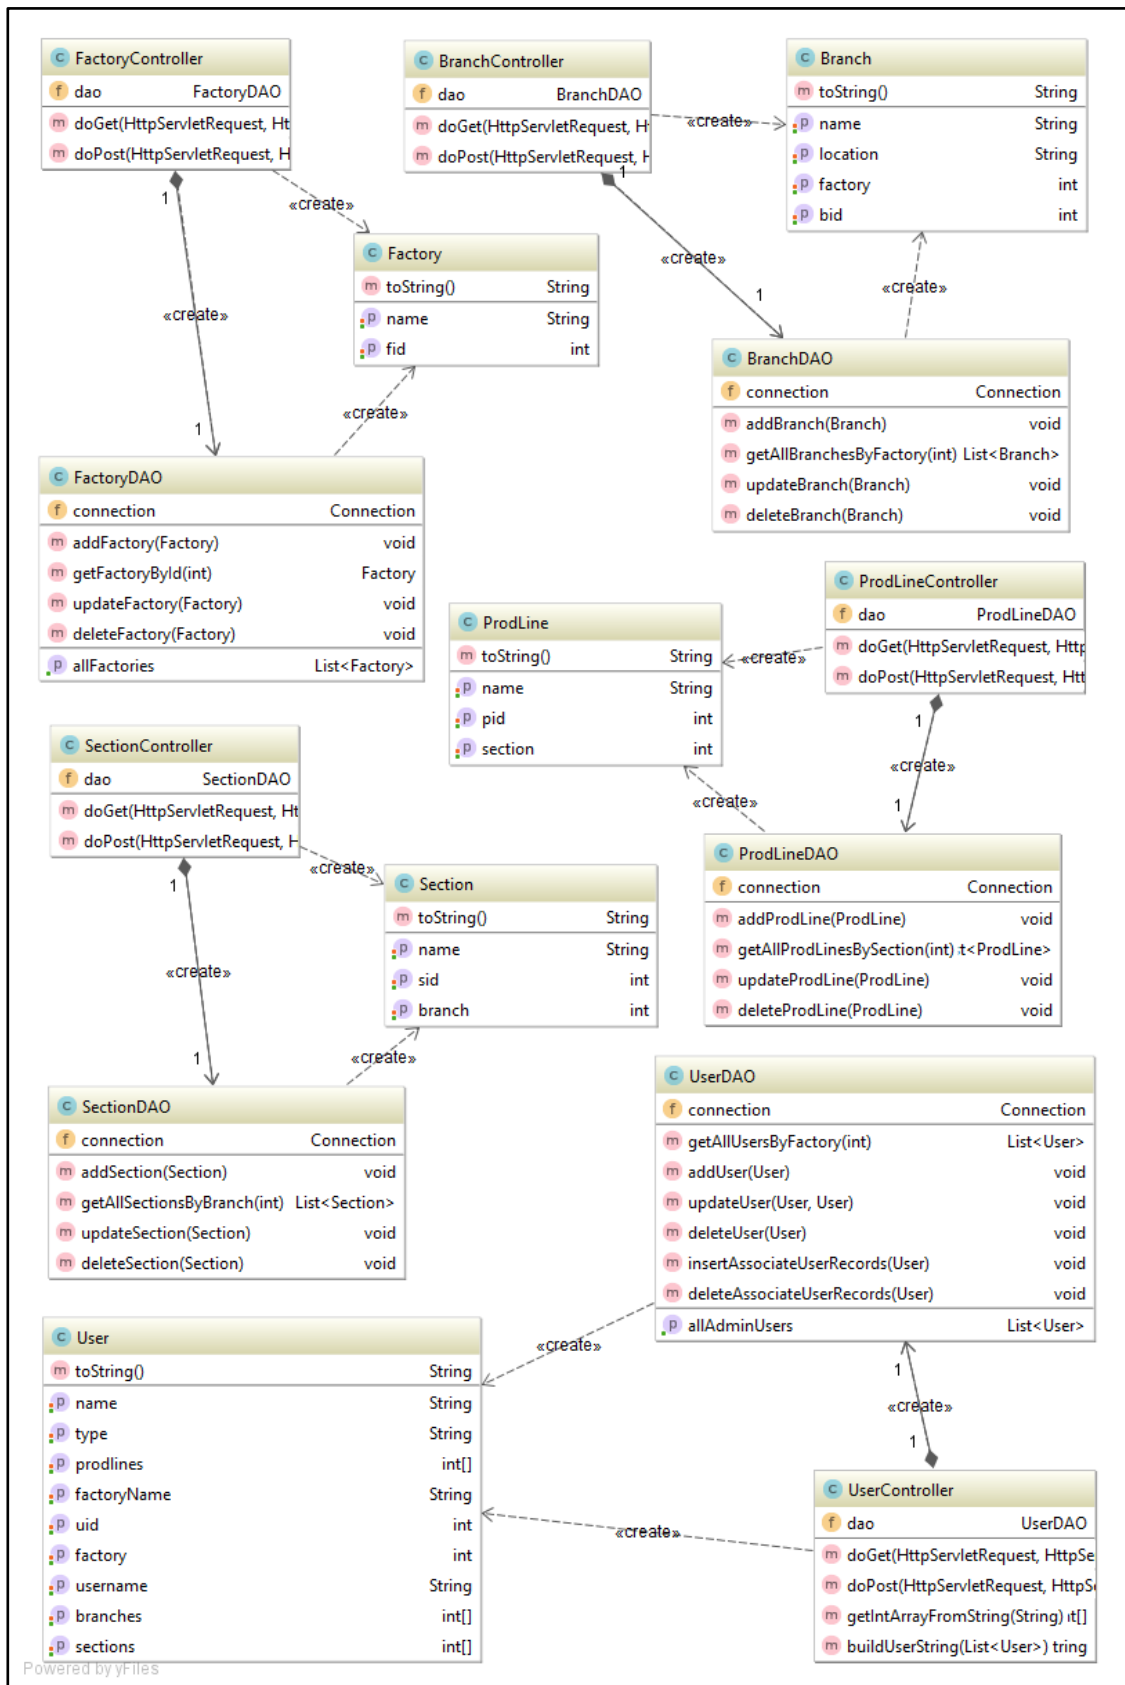 FactoryController
dao FactoryDAO
doGet(HttpServletRequest, Ht
doPost(HttpServletRequest, H
BranchController
dao BranchDAO
doGet(HttpServletRequest, H
doPost(HttpServletRequest, H
Branch
toString() String
name String
location String
factory int
bid int
«create»
1
«create»
1
Factory
toString() String
name String
fid int
«create»
«create»
1
«create»
1
«create»
BranchDAO
connection Connection
addBranch(Branch) void
getAllBranchesByFactory(int) List<Branch>
updateBranch(Branch) void
deleteBranch(Branch) void
FactoryDAO
connection Connection
addFactory(Factory) void
getFactoryById(int) Factory
updateFactory(Factory) void
deleteFactory(Factory) void
allFactories List<Factory>
ProdLineController
dao ProdLineDAO
doGet(HttpServletRequest, Http
doPost(HttpServletRequest, Htt
ProdLine
toString() String
name String
pid int
section int
«create»
1
«create»
1
«create»
SectionController
dao SectionDAO
doGet(HttpServletRequest, Ht
doPost(HttpServletRequest, H
ProdLineDAO
connection Connection
addProdLine(ProdLine) void
getAllProdLinesBySection(int) t<ProdLine>
updateProdLine(ProdLine) void
deleteProdLine(ProdLine) void
1
«create»
Section
toString() String
name String
sid int
branch int
«create»
1
«create»
SectionDAO
connection Connection
addSection(Section) void
getAllSectionsByBranch(int) List<Section>
updateSection(Section) void
deleteSection(Section) void
UserDAO
connection Connection
getAllUsersByFactory(int) List<User>
addUser(User) void
updateUser(User, User) void
deleteUser(User) void
insertAssociateUserRecords(User) void
deleteAssociateUserRecords(User) void
allAdminUsers List<User>
User
toString() String
name String
type String
prodlines int[]
factoryName String
uid int
factory int
username String
branches int[]
sections int[]
«create»
1
«create»
1
«create»
UserController
dao UserDAO
doGet(HttpServletRequest, HttpSe
doPost(HttpServletRequest, HttpS
getIntArrayFromString(String) t[]
buildUserString(List<User>) tring
Powered by yFiles